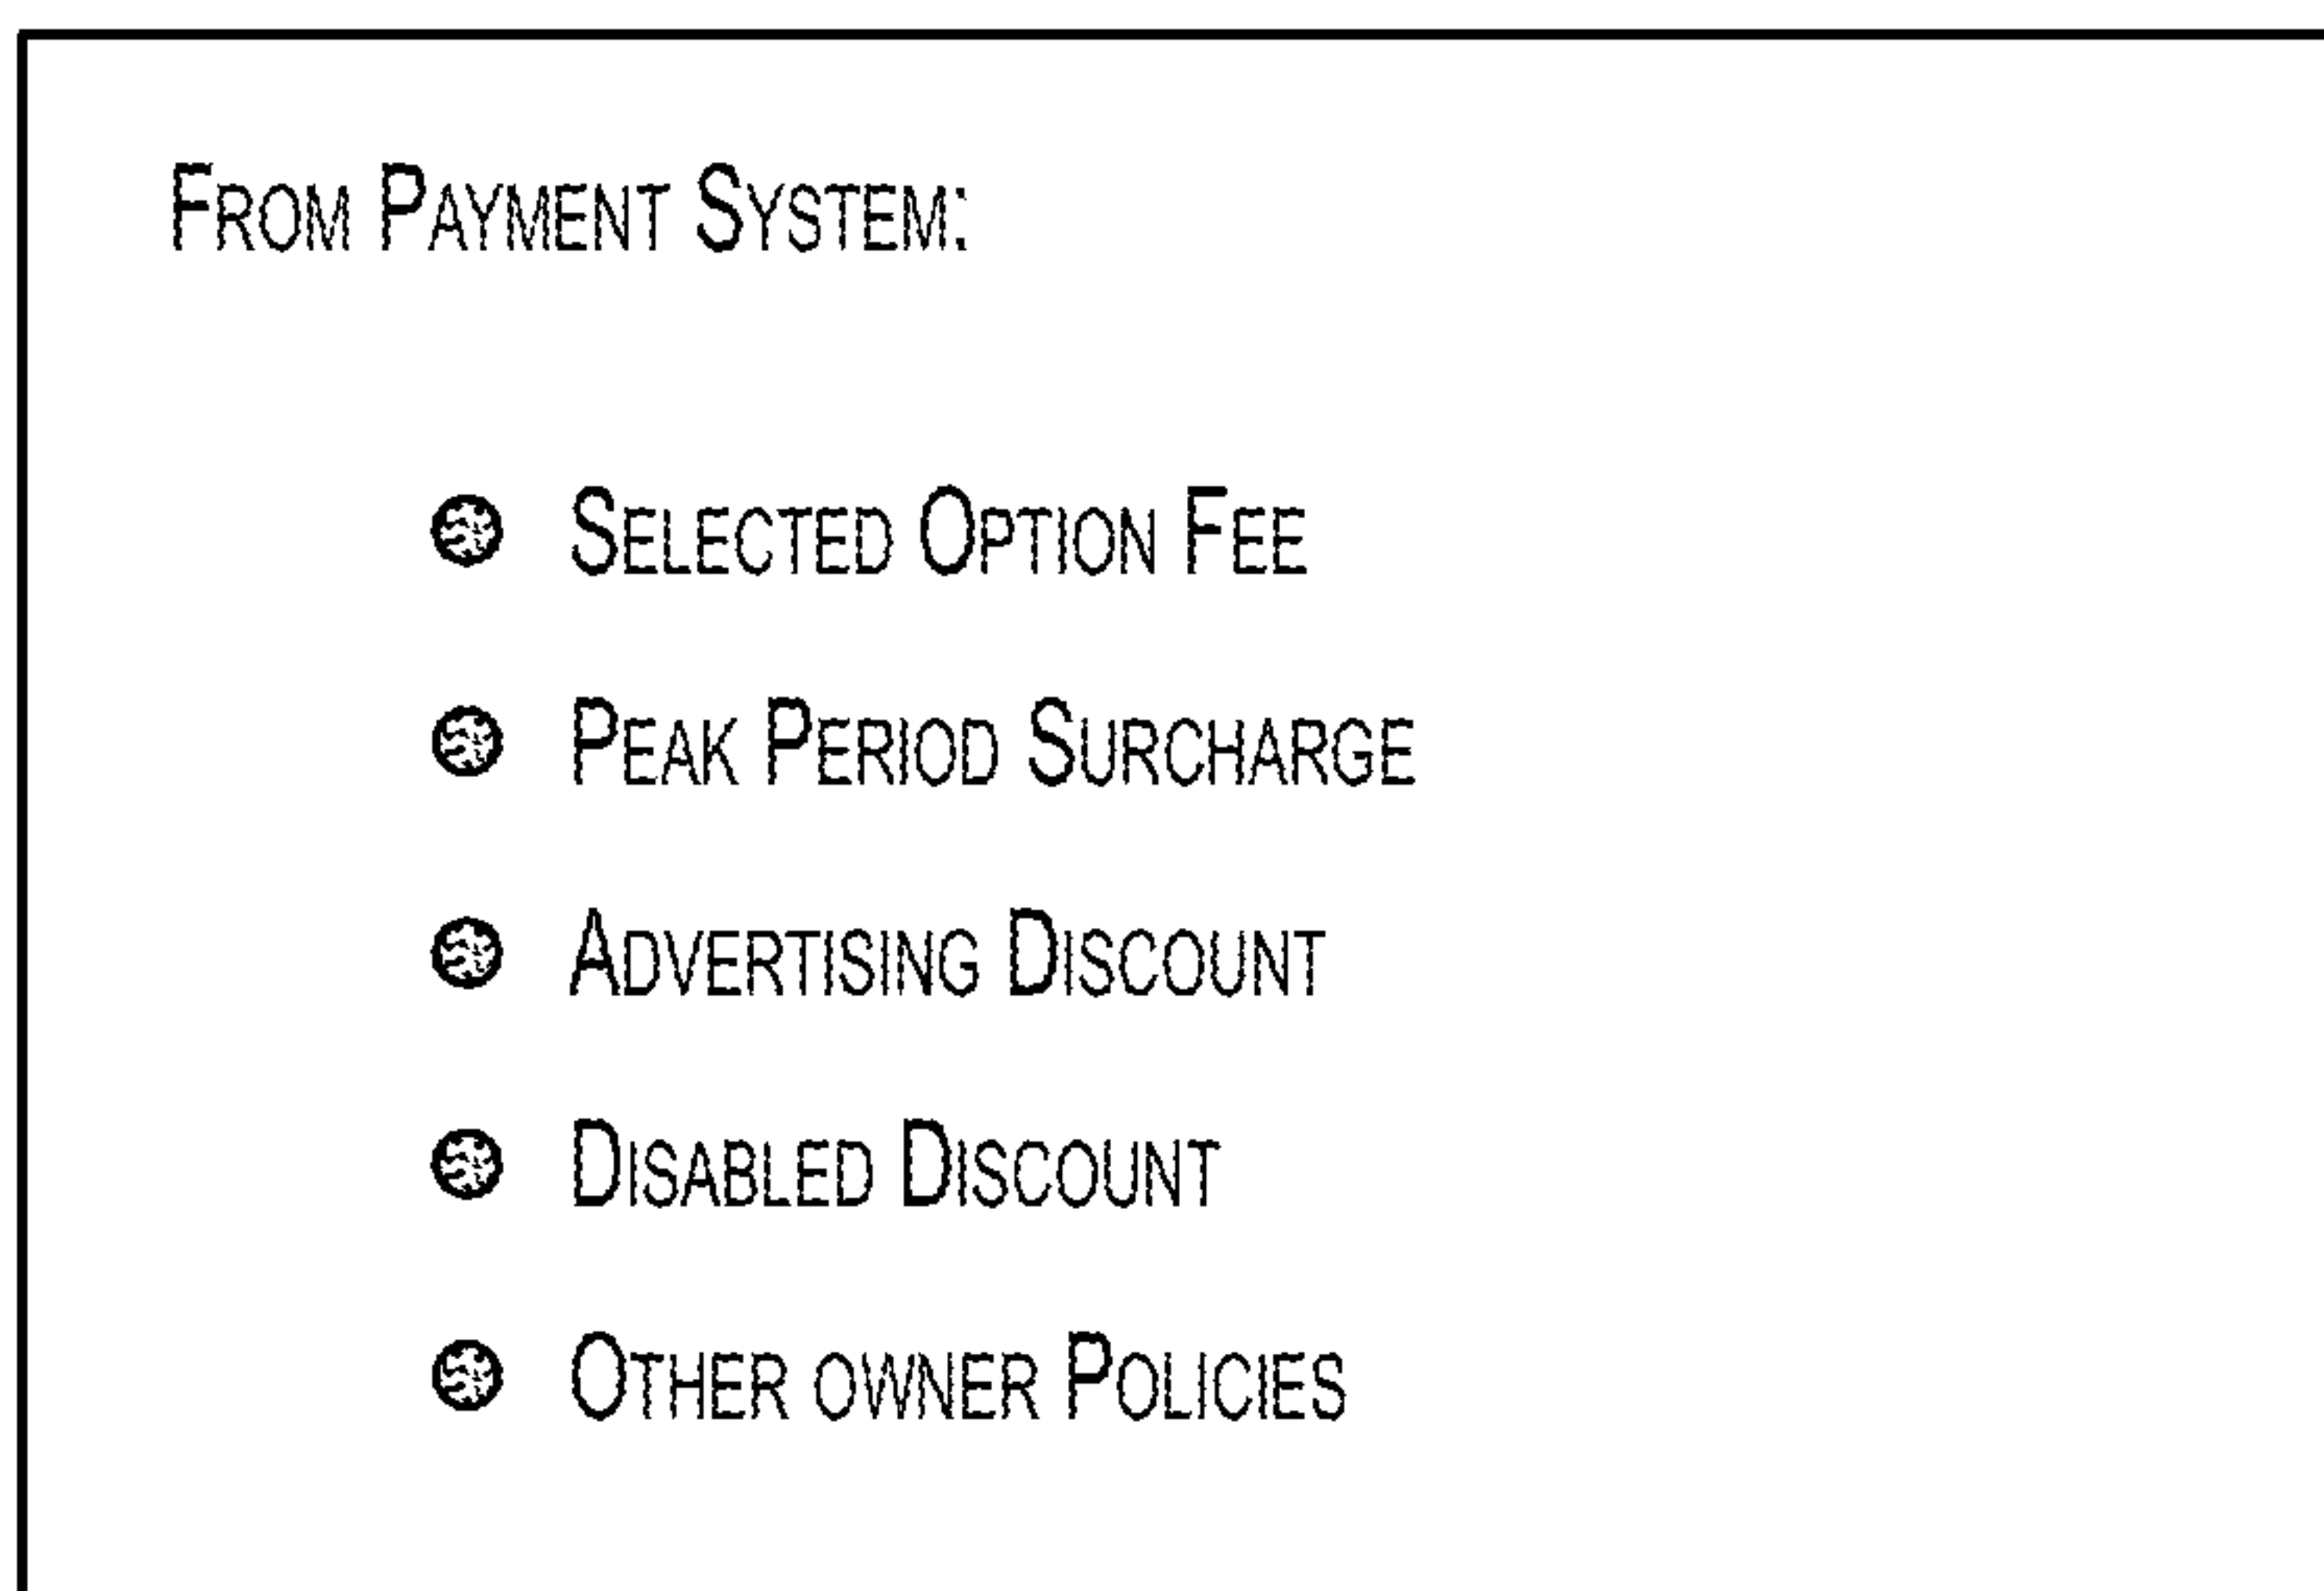 From Payment System:
Selected Option Fee
Peak Period Surcharge
Advertising Discount
Disabled Discount
Other owner Policies